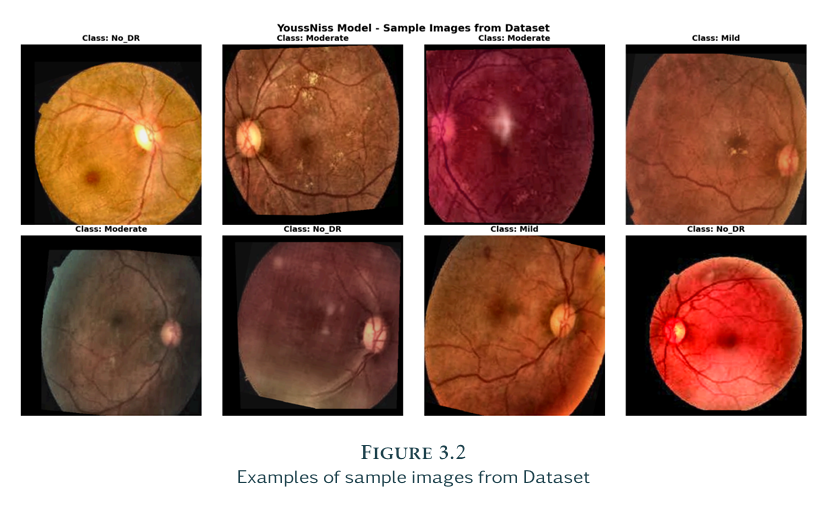 YoussNiss Model - Sample Images from Dataset
Class: No_DR
Class: Moderate
Class: Moderate
Class: Mild
Class: Moderate
Class: No_DR
Class: Mild
Class: No_DR
FIGURE 3.2
Examples of sample images from Dataset